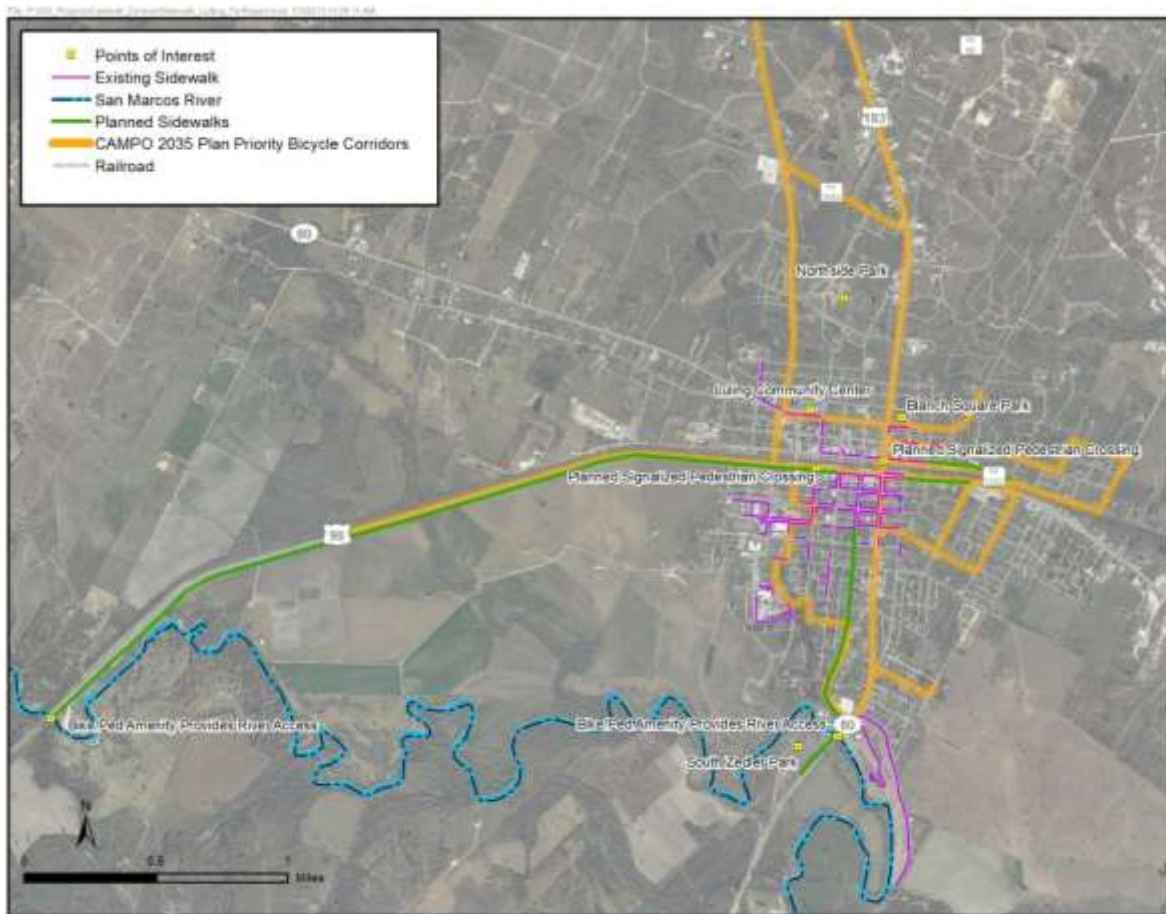 Points of Interest
Existing Sidewalk
San Marcos River
Planned Sidewalks
CAMPO 2035 Plan Priority Bicycle Corridors
Railroad
183
80
Northside Park
Luling Community Center
Blanch Square Park
Planned Signalized Pedestrian Crossing
Planned Signalized Pedestrian Crossing
90
Bike/Ped Amenity Provides River Access
Bike/Ped Amenity Provides River Access
80
South Zedler Park
N
0 0.5 1
Miles